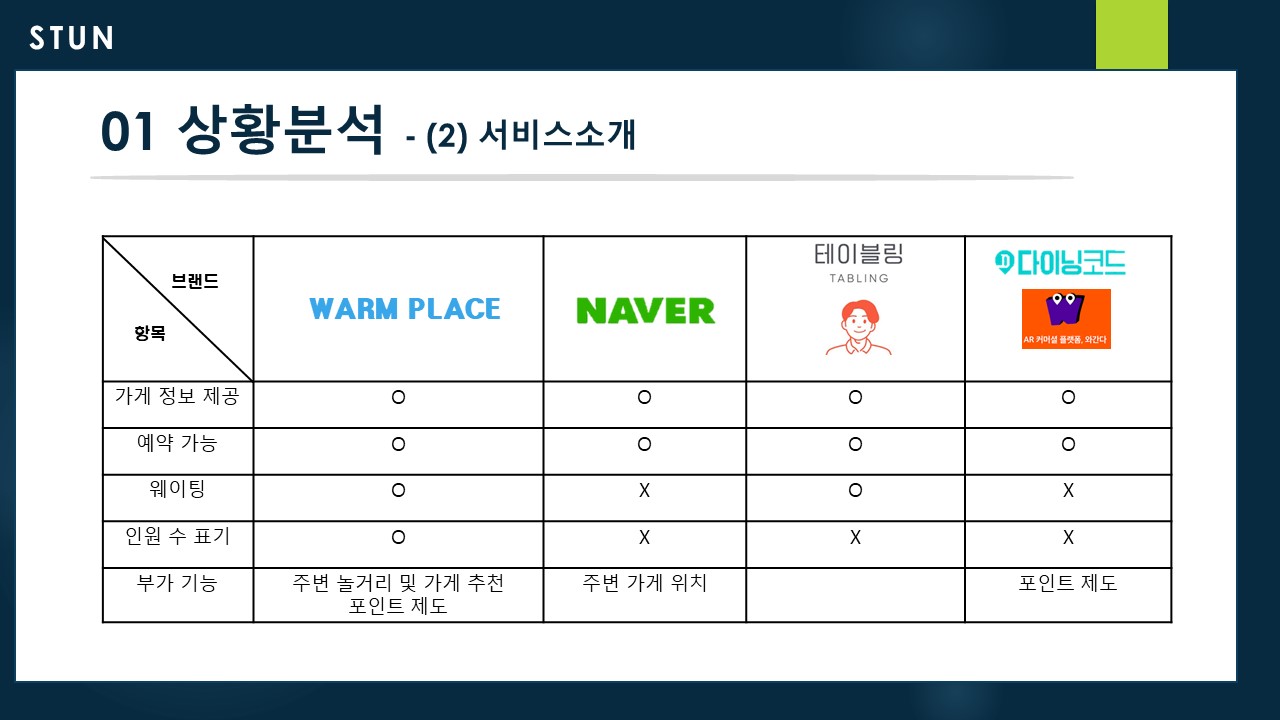 STUN
01 상황분석 - (2) 서비스소개
브랜드
항목
WARM PLACE
NAVER
테이블링
TABLING
다이닝코드
AR 커머셜 플랫폼, 와간다
가게 정보 제공 O O O O
예약 가능 O O O O
웨이팅 O X O X
인원 수 표기 O X X X
부가 기능 주변 놀거리 및 가게 추천 주변 가게 위치 포인트 제도
포인트 제도